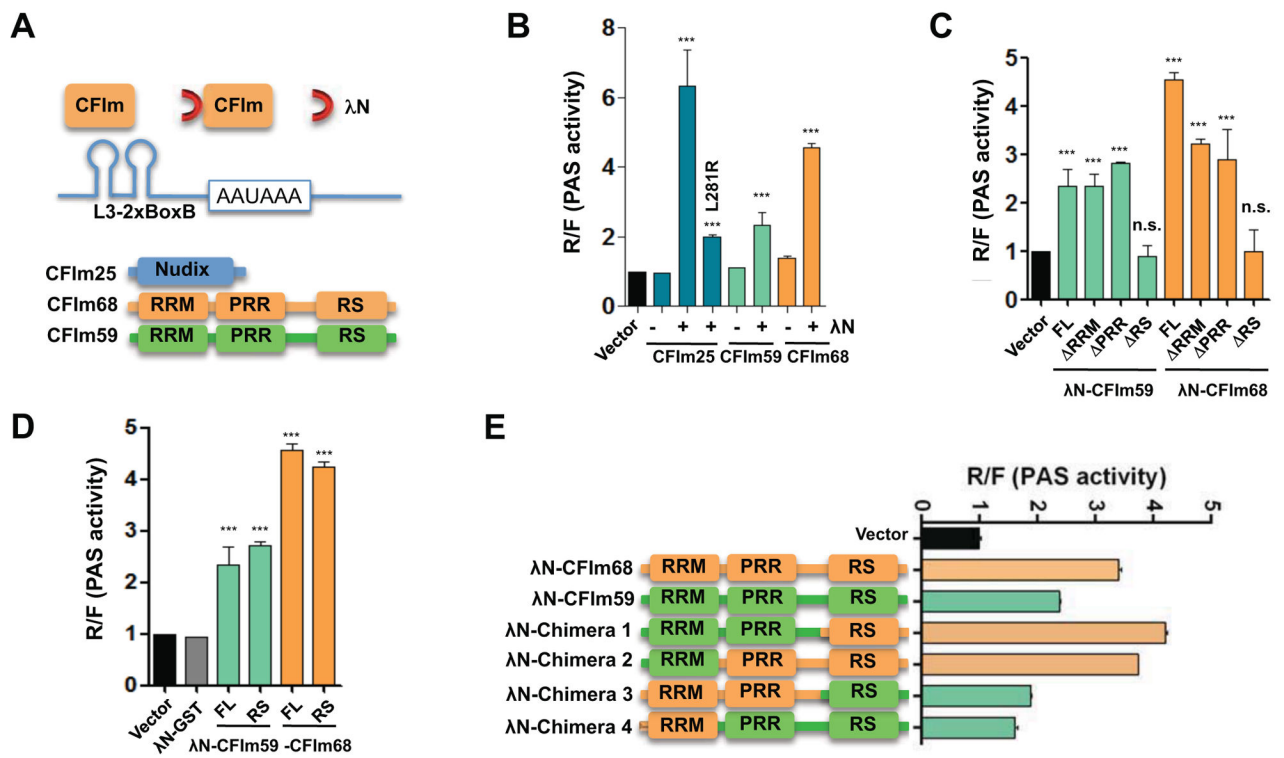 A
CFIm
CFIm
λN
AAUAAA
L3-2xBoxB
CFIm25
Nudix
CFIm68
RRM
PRR
RS
CFIm59
RRM
PRR
RS
B
R/F (PAS activity)
8
6
4
2
0
***
L281R
***
***
***
Vector
-
+
+
-
+
-
+
λN
CFIm25
CFIm59
CFIm68
C
R/F (PAS activity)
5
4
3
2
1
0
***
***
***
n.s.
***
***
***
n.s.
Vector
FL
ΔRRM
ΔPRR
ΔRS
FL
ΔRRM
ΔPRR
ΔRS
λN-CFIm59
λN-CFIm68
D
R/F (PAS activity)
5
4
3
2
1
0
***
***
***
***
Vector
λN-GST
FL
RS
FL
RS
λN-CFIm59
-CFIm68
E
R/F (PAS activity)
0
1
2
3
4
5
Vector
λN-CFIm68
RRM
PRR
RS
λN-CFIm59
RRM
PRR
RS
λN-Chimera 1
RRM
PRR
RS
λN-Chimera 2
RRM
PRR
RS
λN-Chimera 3
RRM
PRR
RS
λN-Chimera 4
RRM
PRR
RS